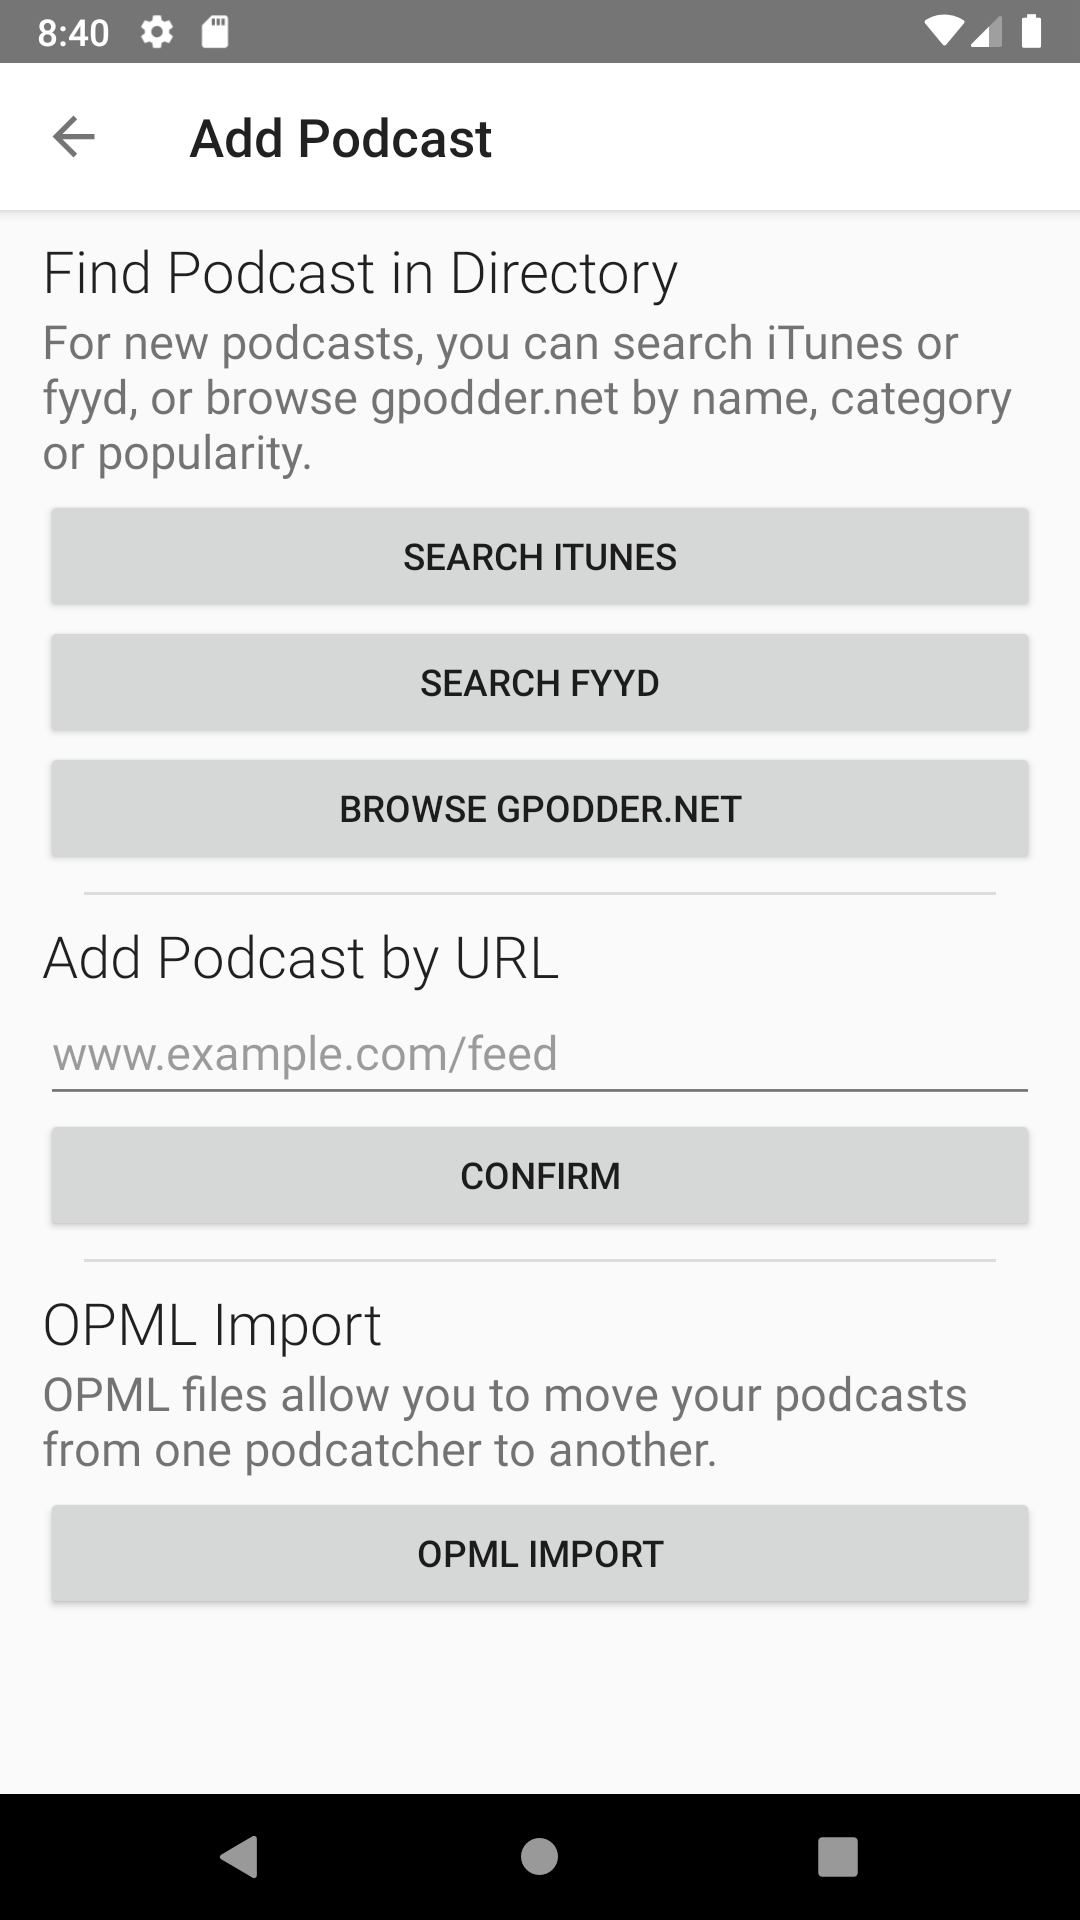 8:40
Add Podcast
Find Podcast in Directory
For new podcasts, you can search iTunes or
fyyd, or browse gpodder.net by name, category
or popularity.
SEARCH ITUNES
SEARCH FYYD
BROWSE GPODDER.NET
Add Podcast by URL
www.example.com/feed
CONFIRM
OPML Import
OPML files allow you to move your podcasts
from one podcatcher to another.
OPML IMPORT